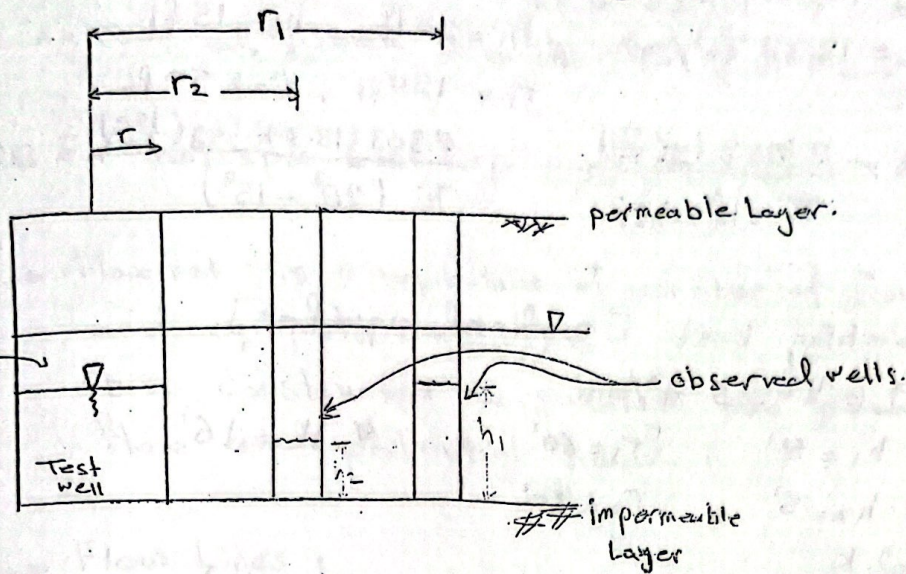 r₁
r₂
r
permeable Layer.
observed wells.
h₁
h₂
Test
well
impermeable
Layer